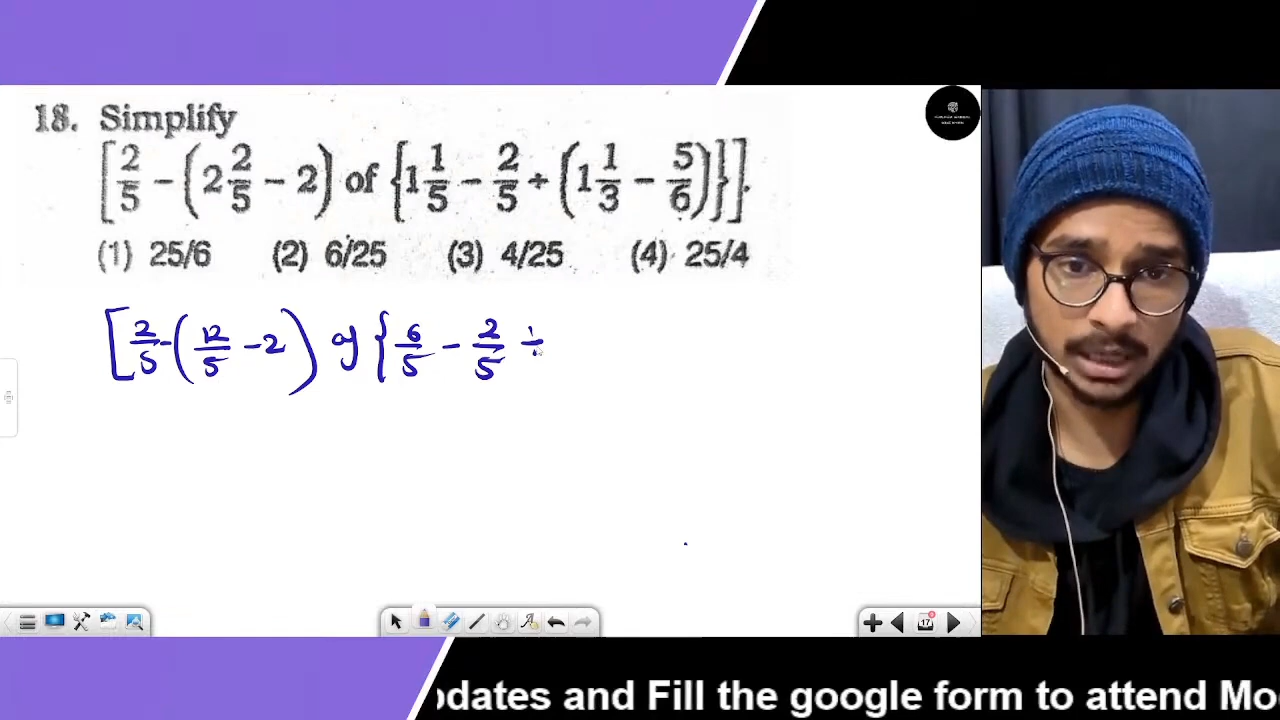 18. Simplify
[2/5 − (2 2/5 − 2) of {1 1/5 − 2/5 ÷ (1 1/3 − 5/6)}].
(1) 25/6 (2) 6/25 (3) 4/25 (4) 25/4
[2/5 - (12/5 - 2) of {6/5 - 2/5 ÷
17
pdates and Fill the google form to attend Mo